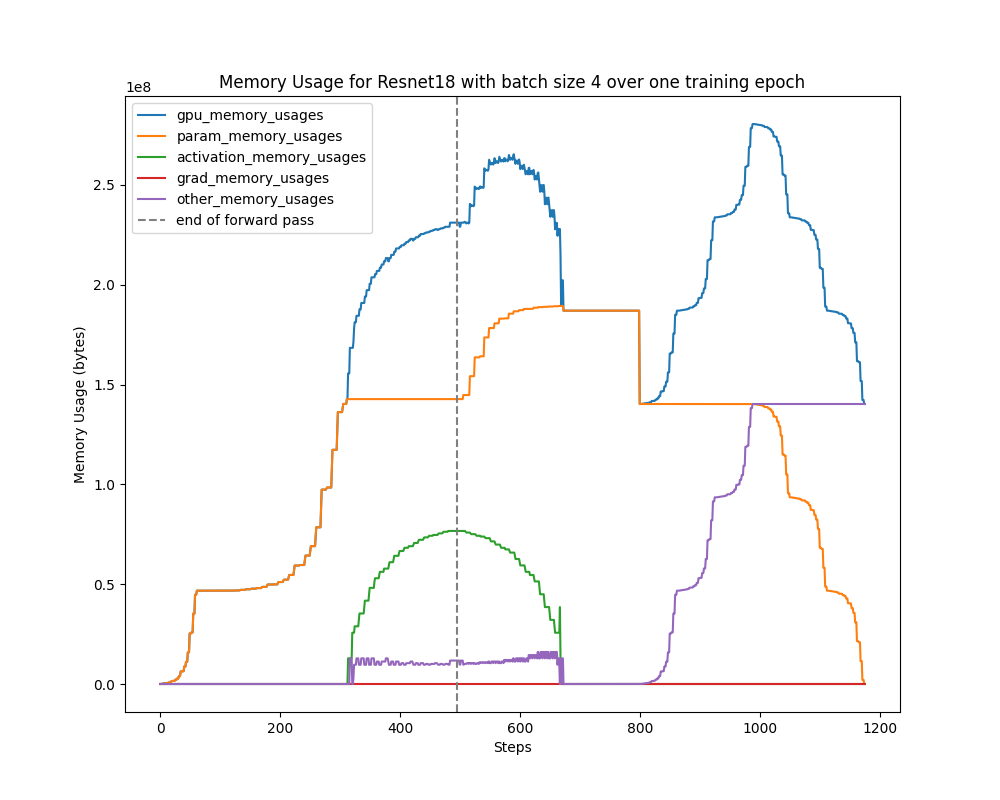 Memory Usage for Resnet18 with batch size 4 over one training epoch
1e8
gpu_memory_usages
param_memory_usages
activation_memory_usages
grad_memory_usages
other_memory_usages
end of forward pass
2.5
2.0
1.5
1.0
0.5
0.0
Memory Usage (bytes)
0 200 400 600 800 1000 1200
Steps